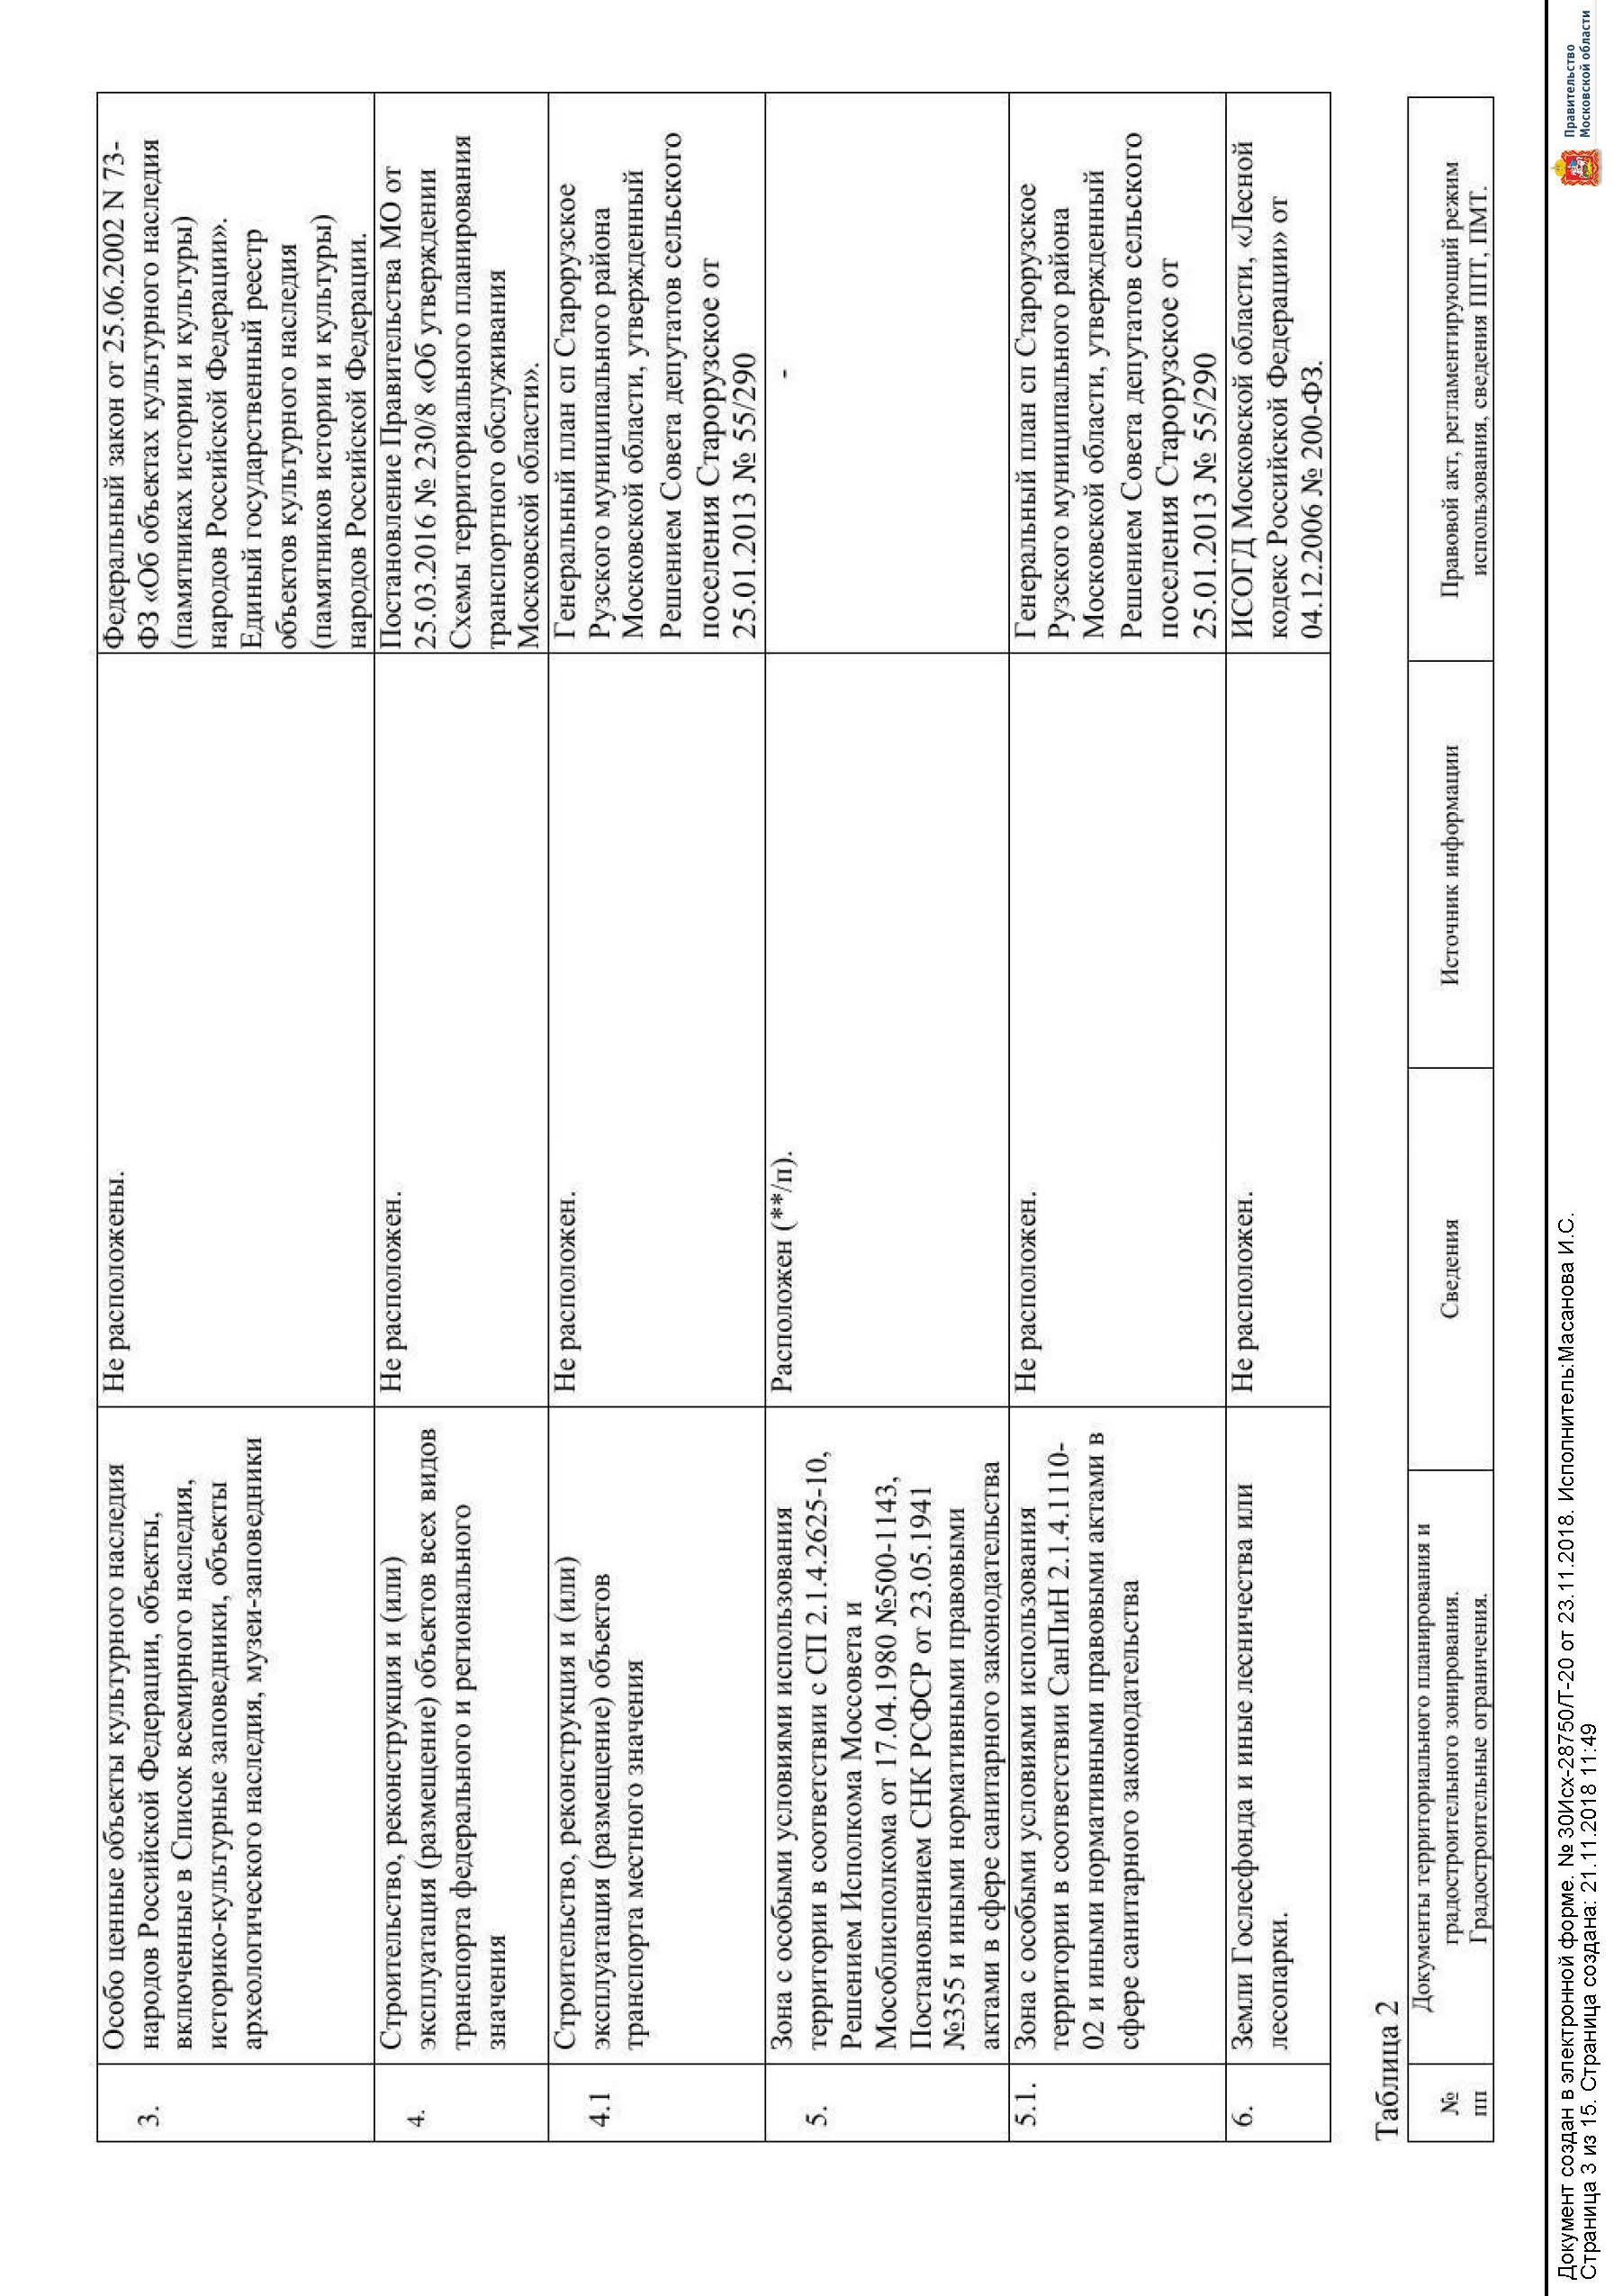 3.
Особо ценные объекты культурного наследия
народов Российской Федерации, объекты,
включенные в Список всемирного наследия,
историко-культурные заповедники, объекты
археологического наследия, музеи-заповедники
Не расположены.
Федеральный закон от 25.06.2002 N 73-
ФЗ «Об объектах культурного наследия
(памятниках истории и культуры)
народов Российской Федерации».
Единый государственный реестр
объектов культурного наследия
(памятников истории и культуры)
народов Российской Федерации.
4.
Строительство, реконструкция и (или)
эксплуатация (размещение) объектов всех видов
транспорта федерального и регионального
значения
Не расположен.
Постановление Правительства МО от
25.03.2016 № 230/8 «Об утверждении
Схемы территориального планирования
транспортного обслуживания
Московской области».
4.1
Строительство, реконструкция и (или)
эксплуатация (размещение) объектов
транспорта местного значения
Не расположен.
Генеральный план сп Старорузское
Рузского муниципального района
Московской области, утвержденный
Решением Совета депутатов сельского
поселения Старорузское от
25.01.2013 № 55/290
5.
Зона с особыми условиями использования
территории в соответствии с СП 2.1.4.2625-10,
Решением Исполкома Моссовета и
Мособлисполкома от 17.04.1980 №500-1143,
Постановлением СНК РСФСР от 23.05.1941
№355 и иными нормативными правовыми
актами в сфере санитарного законодательства
Расположен (**/п).
-
5.1.
Зона с особыми условиями использования
территории в соответствии СанПиН 2.1.4.1110-
02 и иными нормативными правовыми актами в
сфере санитарного законодательства
Не расположен.
Генеральный план сп Старорузское
Рузского муниципального района
Московской области, утвержденный
Решением Совета депутатов сельского
поселения Старорузское от
25.01.2013 № 55/290
6.
Земли Гослесфонда и иные лесничества или
лесопарки.
Не расположен.
ИСОГД Московской области, «Лесной
кодекс Российской Федерации» от
04.12.2006 № 200-ФЗ.
Таблица 2
№
пп
Документы территориального планирования и
градостроительного зонирования.
Градостроительные ограничения.
Сведения
Источник информации
Правовой акт, регламентирующий режим
использования, сведения ППТ, ПМТ.
Документ создан в электронной форме. № 30Исх-28750/Т-20 от 23.11.2018. Исполнитель:Масанова И.С.
Страница 3 из 15. Страница создана: 21.11.2018 11:49
Правительство
Московской области